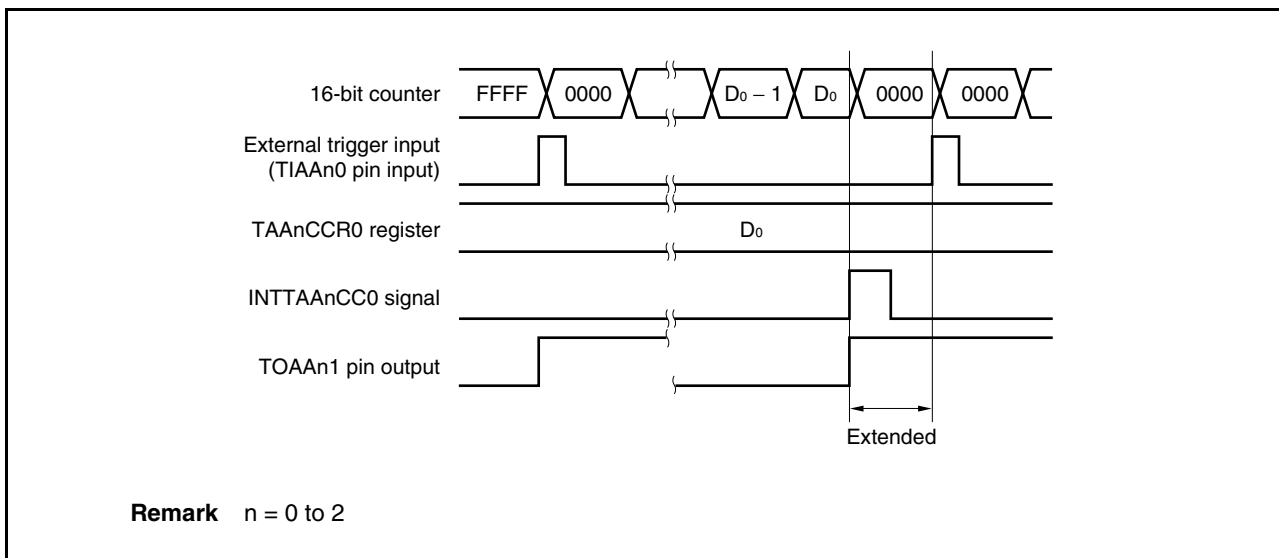 16-bit counter FFFF 0000 D0 − 1 D0 0000 0000
External trigger input
(TIAAn0 pin input)
TAAnCCR0 register D0
INTTAAnCC0 signal
TOAAn1 pin output
Extended
Remark n = 0 to 2